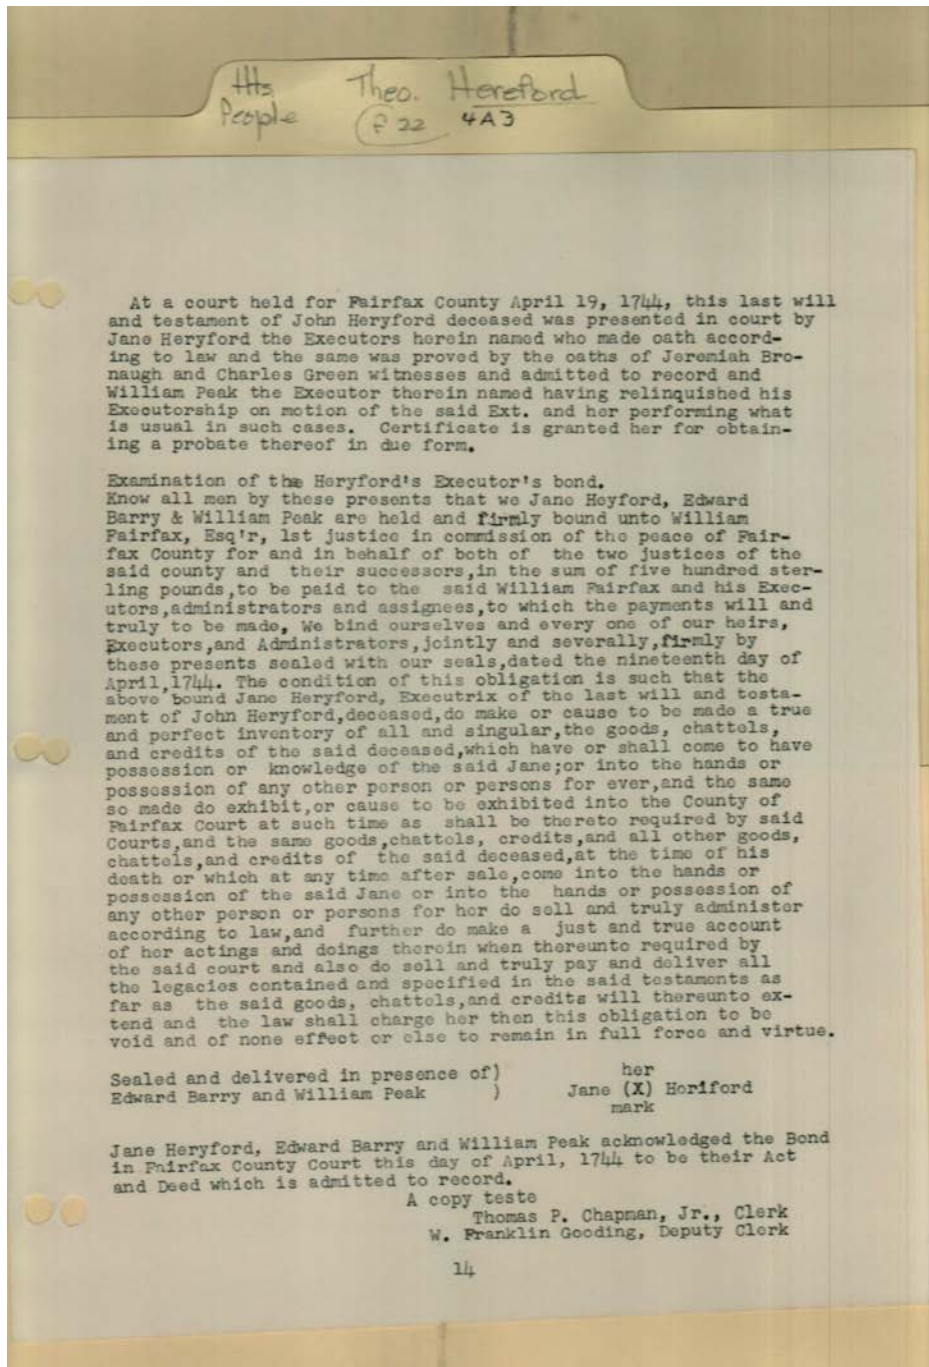 HHs Theo. Hereford
People F 22 4A3
At a court held for Fairfax County April 19, 1744, this last will
and testament of John Heryford deceased was presented in court by
Jane Heryford the Executors herein named who made oath accord-
ing to law and the same was proved by the oaths of Jeremiah Bro-
naugh and Charles Green witnesses and admitted to record and
William Peak the Executor therein named having relinquished his
Executorship on motion of the said Ext. and her performing what
is usual in such cases. Certificate is granted her for obtain-
ing a probate thereof in due form.
Examination of the Heryford's Executor's bond.
Know all men by these presents that we Jane Heyford, Edward
Barry & William Peak are held and firmly bound unto William
Fairfax, Esq'r, 1st justice in commission of the peace of Fair-
fax County for and in behalf of both of the two justices of the
said county and their successors,in the sum of five hundred ster-
ling pounds,to be paid to the said William Fairfax and his Exec-
utors,administrators and assignees,to which the payments will and
truly to be made, We bind ourselves and every one of our heirs,
Executors,and Administrators,jointly and severally,firmly by
these presents sealed with our seals,dated the nineteenth day of
April,1744. The condition of this obligation is such that the
above bound Jane Heryford, Executrix of the last will and testa-
ment of John Heryford,deceased,do make or cause to be made a true
and perfect inventory of all and singular,the goods, chattels,
and credits of the said deceased,which have or shall come to have
possession or knowledge of the said Jane;or into the hands or
possession of any other person or persons for ever,and the same
so made do exhibit,or cause to be exhibited into the County of
Fairfax Court at such time as shall be thereto required by said
Courts,and the same goods,chattels, credits,and all other goods,
chattels,and credits of the said deceased,at the time of his
death or which at any time after sale,come into the hands or
possession of the said Jane or into the hands or possession of
any other person or persons for her do sell and truly administer
according to law,and further do make a just and true account
of her actings and doings therein when thereunto required by
the said court and also do sell and truly pay and deliver all
the legacies contained and specified in the said testaments as
far as the said goods, chattels,and credits will thereunto ex-
tend and the law shall charge her then this obligation to be
void and of none effect or else to remain in full force and virtue.
Sealed and delivered in presence of) her
Edward Barry and William Peak ) Jane (X) Horiford
mark
Jane Heryford, Edward Barry and William Peak acknowledged the Bond
in Fairfax County Court this day of April, 1744 to be their Act
and Deed which is admitted to record.
A copy teste
Thomas P. Chapman, Jr., Clerk
W. Franklin Gooding, Deputy Clerk
14